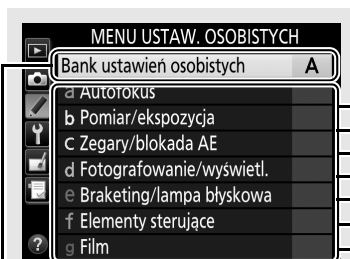 MENU USTAW. OSOBISTYCH
Bank ustawień osobistych A
a Autofokus
b Pomiar/ekspozycja
c Zegary/blokada AE
d Fotografowanie/wyświetl.
e Braketing/lampa błyskowa
f Elementy sterujące
g Film
?